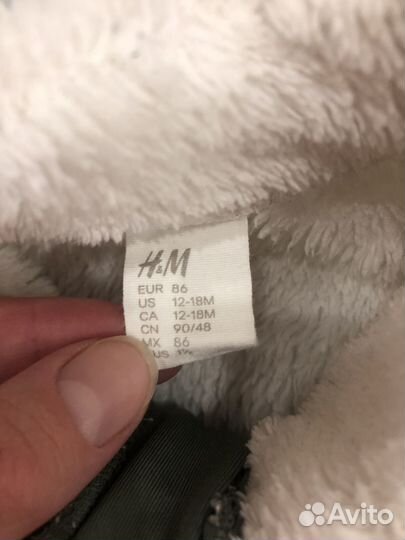 H&M
EUR 86
US 12-18M
CA 12-18M
CN 90/48
MX 86
Avito